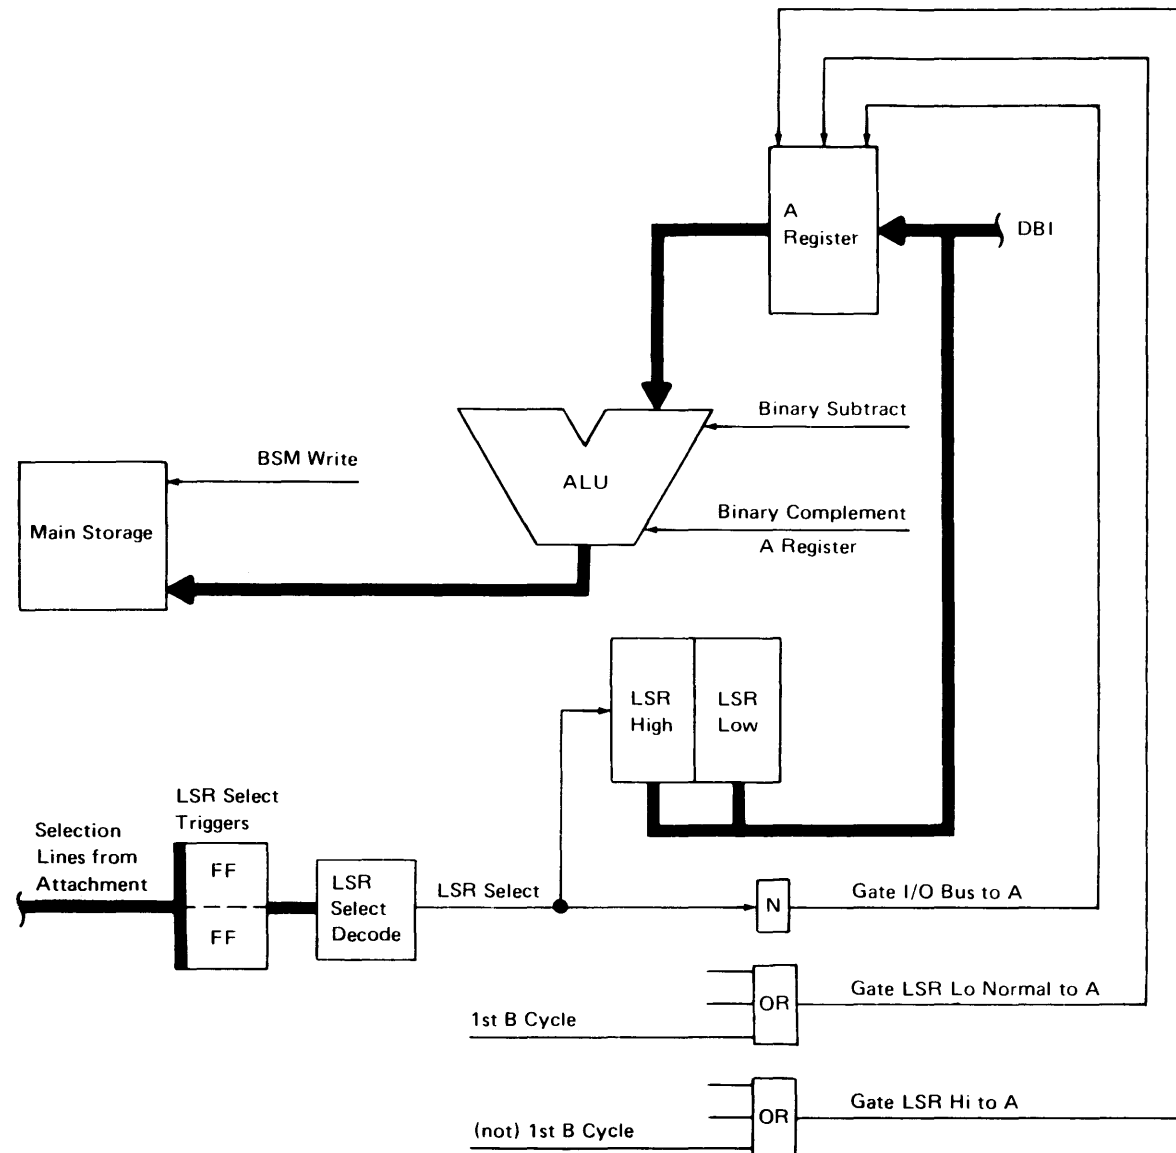 A
Register
DBI
Binary Subtract
BSM Write
ALU
Main Storage
Binary Complement
A Register
LSR
High
LSR
Low
LSR Select
Triggers
Selection
Lines from
Attachment
FF
FF
LSR
Select
Decode
LSR Select
N
Gate I/O Bus to A
OR
Gate LSR Lo Normal to A
1st B Cycle
OR
Gate LSR Hi to A
(not) 1st B Cycle